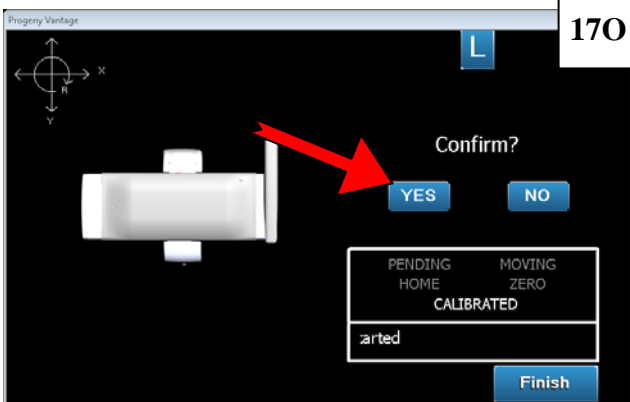 Progeny Vantage
17O
L
X
R
Y
Confirm?
YES NO
PENDING MOVING
HOME ZERO
CALIBRATED
arted
Finish